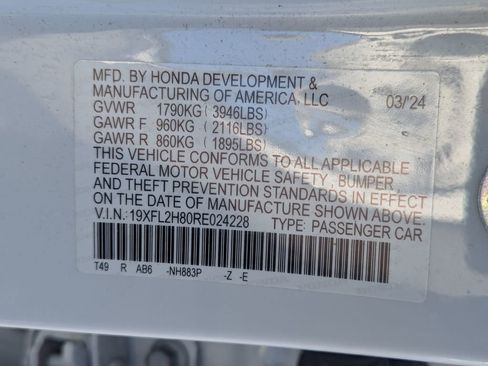 MFD. BY HONDA DEVELOPMENT &
MANUFACTURING OF AMERICA, LLC 03/24
GVWR 1790KG (3946LBS)
GAWR F 960KG (2116LBS)
GAWR R 860KG (1895LBS)
THIS VEHICLE CONFORMS TO ALL APPLICABLE
FEDERAL MOTOR VEHICLE SAFETY, BUMPER,
AND THEFT PREVENTION STANDARDS IN EFFECT
ON THE DATE OF MANUFACTURE SHOWN ABOVE.
V.I.N.: 19XFL2H80RE024228 TYPE: PASSENGER CAR
T49 R AB6 -NH883P -Z -E